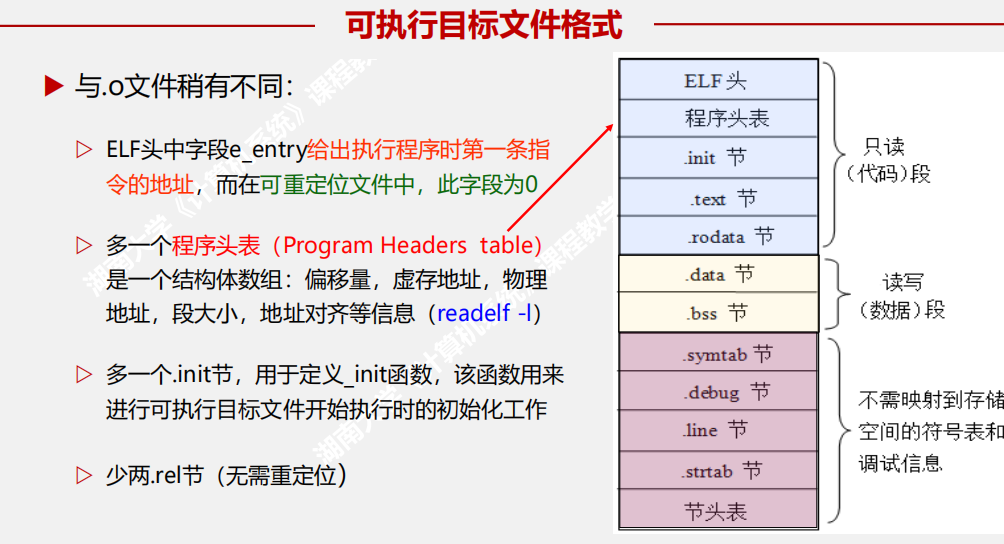 可执行目标文件格式
与.o文件稍有不同：
ELF头中字段e_entry给出执行程序时第一条指
令的地址，而在可重定位文件中，此字段为0
多一个程序头表（Program Headers table）
是一个结构体数组：偏移量，虚存地址，物理
地址，段大小，地址对齐等信息（readelf -l）
多一个.init节，用于定义_init函数，该函数用来
进行可执行目标文件开始执行时的初始化工作
少两.rel节（无需重定位）
ELF 头
程序头表
.init 节
.text 节
.rodata 节
.data 节
.bss 节
.symtab 节
.debug 节
.line 节
.strtab 节
节头表
只读
（代码）段
读写
（数据）段
不需映射到存储
空间的符号表和
调试信息